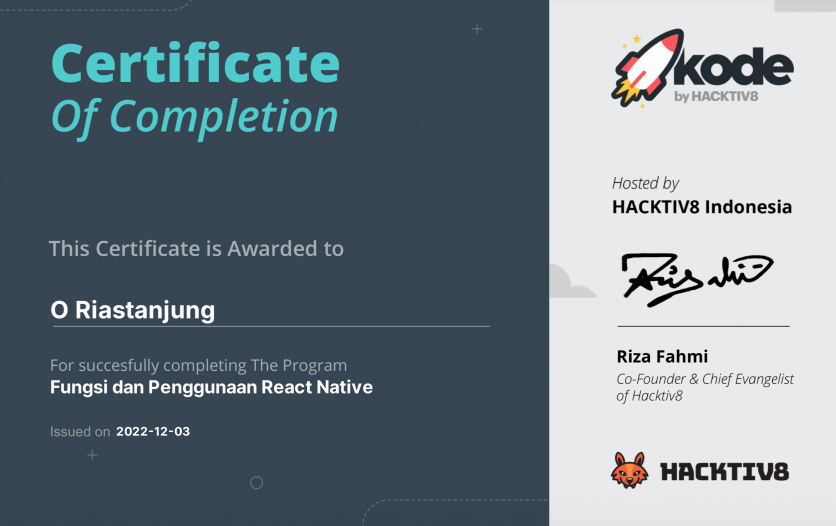 Certificate
Of Completion
This Certificate is Awarded to
O Riastanjung
For succesfully completing The Program
Fungsi dan Penggunaan React Native
Issued on 2022-12-03
kode
by HACKTIV8
Hosted by
HACKTIV8 Indonesia
Riza Fahmi
Co-Founder & Chief Evangelist
of Hacktiv8
HACKTIV8